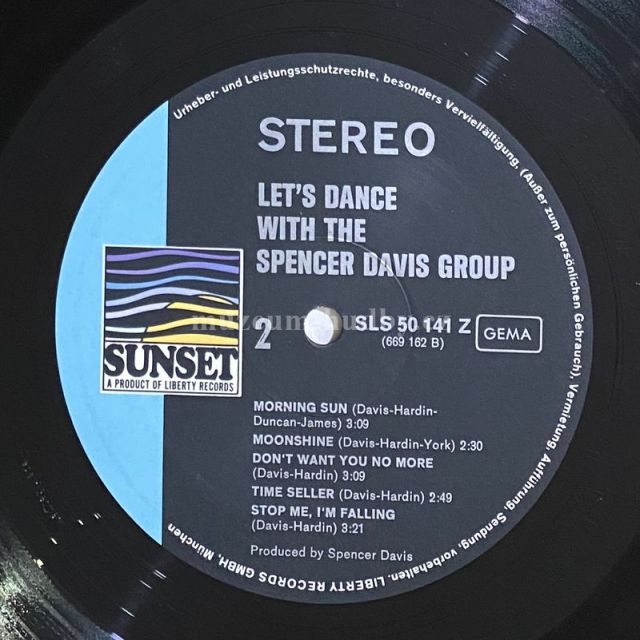 Urheber- und Leistungsschutzrechte, besonders Vervielfältigung, (Außer zum persönlichen Gebrauch), Vermietung, Aufführung, Sendung, vorbehalten. LIBERTY RECORDS GMBH, München
STEREO
LET'S DANCE
WITH THE
SPENCER DAVIS GROUP
SUNSET
A PRODUCT OF LIBERTY RECORDS
2
SLS 50 141 Z
(669 162 B)
GEMA
MORNING SUN (Davis-Hardin-
Duncan-James) 3:09
MOONSHINE (Davis-Hardin-York) 2:30
DON'T WANT YOU NO MORE
(Davis-Hardin) 3:09
TIME SELLER (Davis-Hardin) 2:49
STOP ME, I'M FALLING
(Davis-Hardin) 3:21
Produced by Spencer Davis